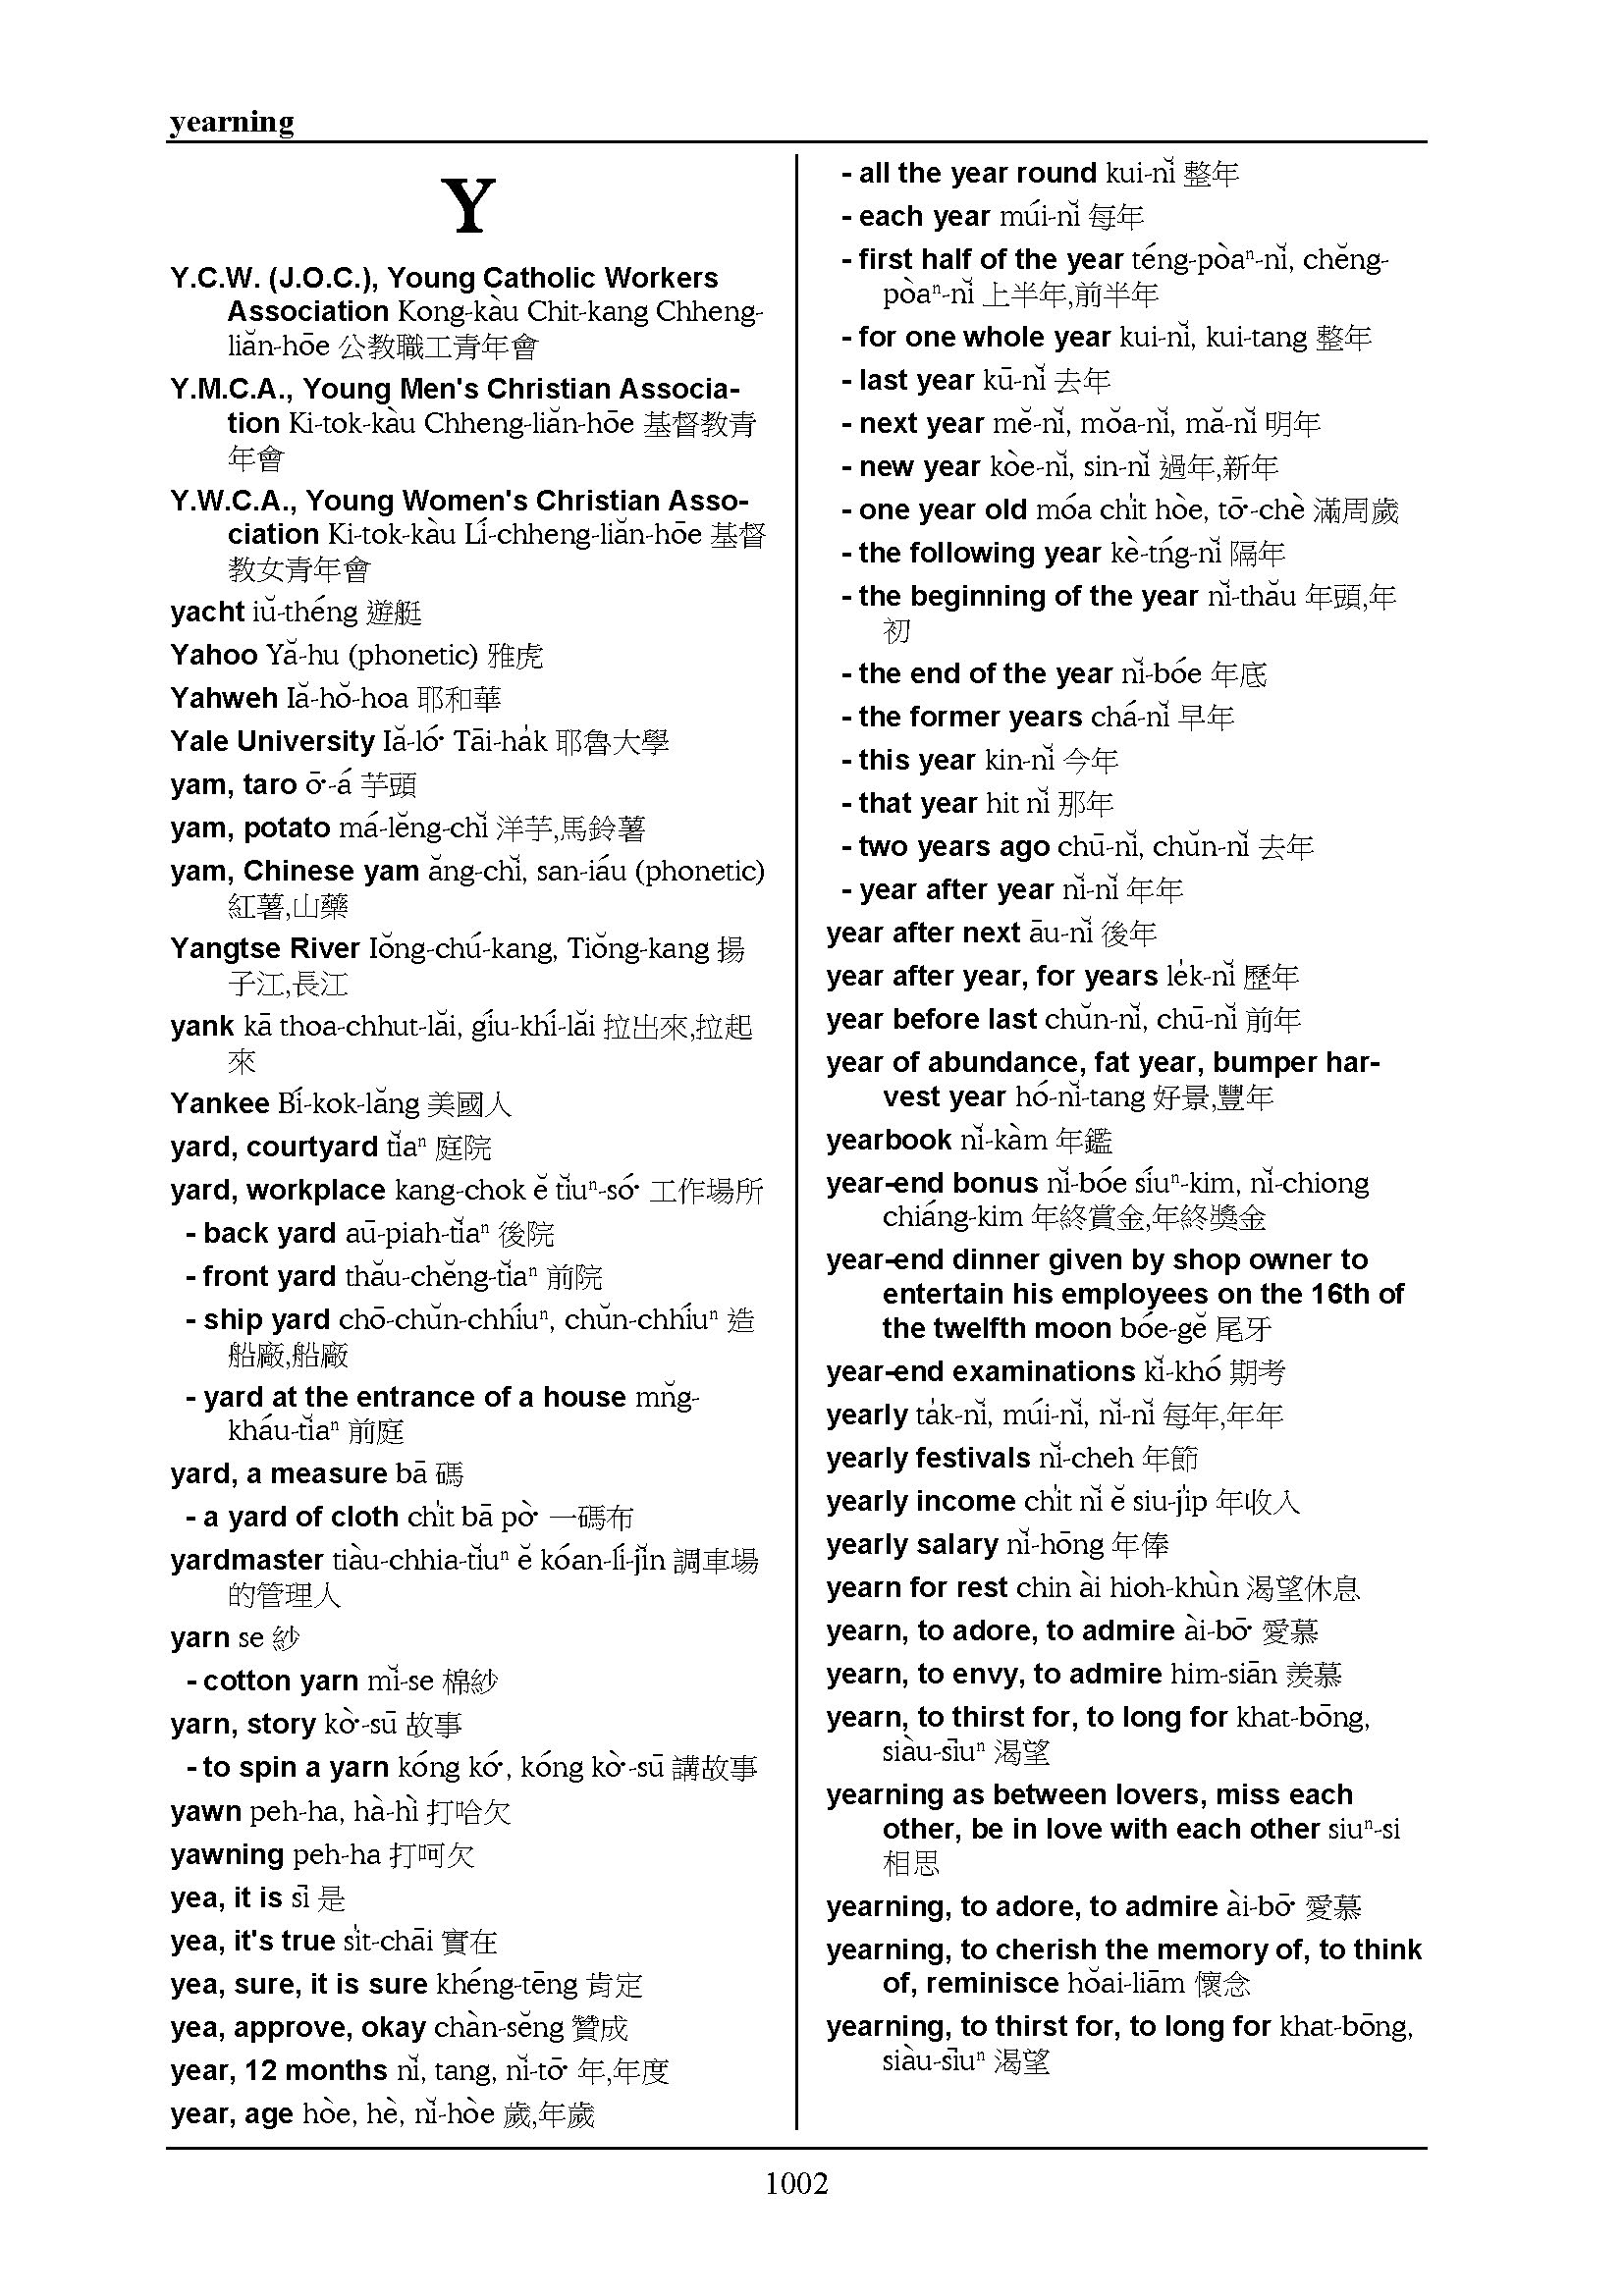 yearning
Y
Y.C.W. (J.O.C.), Young Catholic Workers
Association Kong-kàu Chit-kang Chheng-
liăn-hōe 公教職工青年會
Y.M.C.A., Young Men's Christian Associa-
tion Ki-tok-kàu Chheng-liăn-hōe 基督教青
年會
Y.W.C.A., Young Women's Christian Asso-
ciation Ki-tok-kàu Lí-chheng-liăn-hōe 基督
教女青年會
yacht iŭ-théng 遊艇
Yahoo Yă-hu (phonetic) 雅虎
Yahweh Iă-hŏ-hoa 耶和華
Yale University Iă-ló͘ Tāi-ha̍k 耶魯大學
yam, taro ō͘-á 芋頭
yam, potato má-lĕng-chĭ 洋芋,馬鈴薯
yam, Chinese yam ăng-chĭ, san-iáu (phonetic)
紅薯,山藥
Yangtse River Iŏng-chú-kang, Tiŏng-kang 揚
子江,長江
yank kā thoa-chhut-lăi, gíu-khí-lăi 拉出來,拉起
來
Yankee Bí-kok-lăng 美國人
yard, courtyard tĭaⁿ 庭院
yard, workplace kang-chok ĕ tĭuⁿ-só͘ 工作場所
- back yard aū-piah-tĭaⁿ 後院
- front yard thău-chĕng-tĭaⁿ 前院
- ship yard chō-chŭn-chhíuⁿ, chŭn-chhíuⁿ 造
船廠,船廠
- yard at the entrance of a house mn̆g-
kháu-tĭaⁿ 前庭
yard, a measure bā 碼
- a yard of cloth chi̍t bā pò͘ 一碼布
yardmaster tiàu-chhia-tĭuⁿ ĕ kóan-lí-jĭn 調車場
的管理人
yarn se 紗
- cotton yarn mĭ-se 棉紗
yarn, story kò͘-sū 故事
- to spin a yarn kóng kó͘, kóng kò͘-sū 講故事
yawn peh-ha, hà-hì 打哈欠
yawning peh-ha 打呵欠
yea, it is sī 是
yea, it's true si̍t-chāi 實在
yea, sure, it is sure khéng-tēng 肯定
yea, approve, okay chàn-sĕng 贊成
year, 12 months nĭ, tang, nĭ-tō͘ 年,年度
year, age hòe, hè, nĭ-hòe 歲,年歲
- all the year round kui-nĭ 整年
- each year múi-nĭ 每年
- first half of the year téng-pòaⁿ-nĭ, chĕng-
pòaⁿ-nĭ 上半年,前半年
- for one whole year kui-nĭ, kui-tang 整年
- last year kū-nĭ 去年
- next year mĕ-nĭ, mŏa-nĭ, mă-nĭ 明年
- new year kòe-nĭ, sin-nĭ 過年,新年
- one year old móa chi̍t hòe, tō͘-chè 滿周歲
- the following year kè-tńg-nĭ 隔年
- the beginning of the year nĭ-thău 年頭,年
初
- the end of the year nĭ-bóe 年底
- the former years chá-nĭ 早年
- this year kin-nĭ 今年
- that year hit nĭ 那年
- two years ago chū-nĭ, chŭn-nĭ 去年
- year after year nĭ-nĭ 年年
year after next āu-nĭ 後年
year after year, for years le̍k-nĭ 歷年
year before last chŭn-nĭ, chū-nĭ 前年
year of abundance, fat year, bumper har-
vest year hó-nĭ-tang 好景,豐年
yearbook nĭ-kàm 年鑑
year-end bonus nĭ-bóe síuⁿ-kim, nĭ-chiong
chiáng-kim 年終賞金,年終獎金
year-end dinner given by shop owner to
entertain his employees on the 16th of
the twelfth moon bóe-gĕ 尾牙
year-end examinations kĭ-khó 期考
yearly ta̍k-nĭ, múi-nĭ, nĭ-nĭ 每年,年年
yearly festivals nĭ-cheh 年節
yearly income chi̍t nĭ ĕ siu-ji̍p 年收入
yearly salary nĭ-hōng 年俸
yearn for rest chin ài hioh-khùn 渴望休息
yearn, to adore, to admire ài-bō͘ 愛慕
yearn, to envy, to admire him-siān 羨慕
yearn, to thirst for, to long for khat-bōng,
siàu-sīuⁿ 渴望
yearning as between lovers, miss each
other, be in love with each other siuⁿ-si
相思
yearning, to adore, to admire ài-bō͘ 愛慕
yearning, to cherish the memory of, to think
of, reminisce hŏai-liām 懷念
yearning, to thirst for, to long for khat-bōng,
siàu-sīuⁿ 渴望
1002